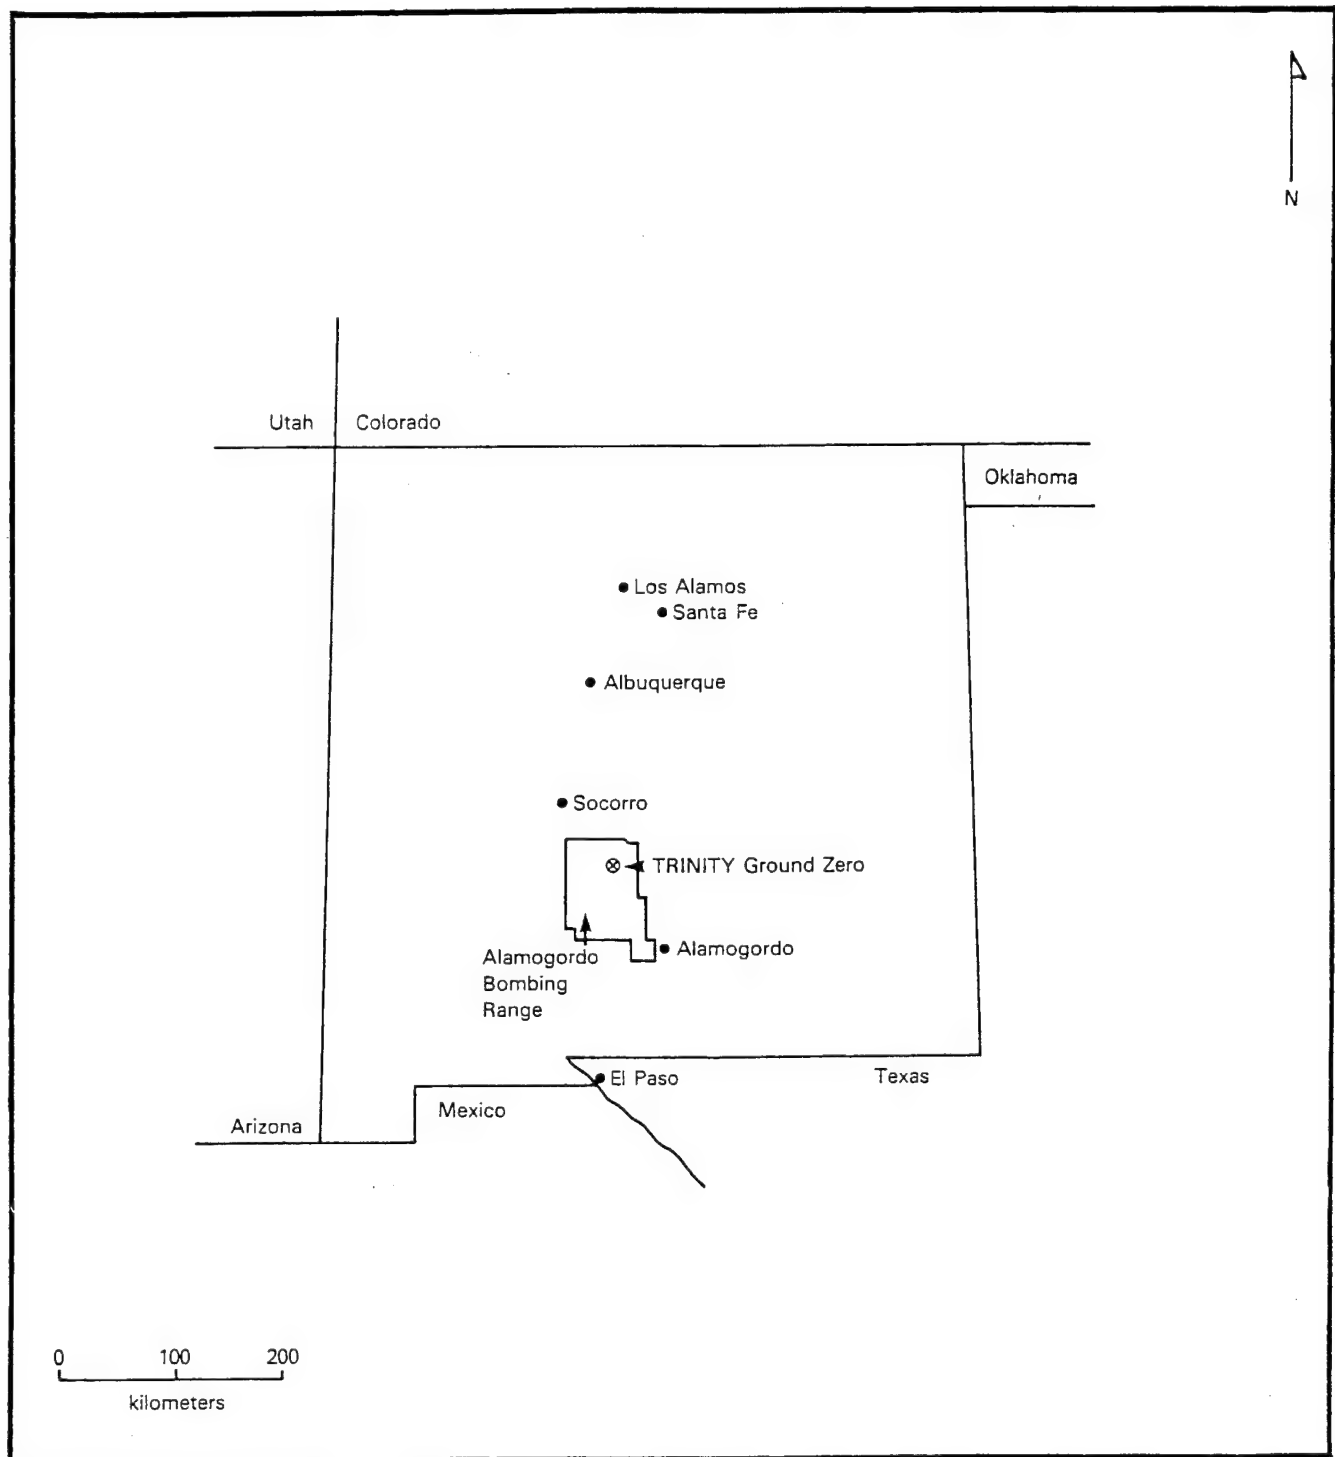 N
Utah
Colorado
Oklahoma
Los Alamos
Santa Fe
Albuquerque
Socorro
TRINITY Ground Zero
Alamogordo
Alamogordo
Bombing
Range
El Paso
Texas
Mexico
Arizona
0 100 200
kilometers